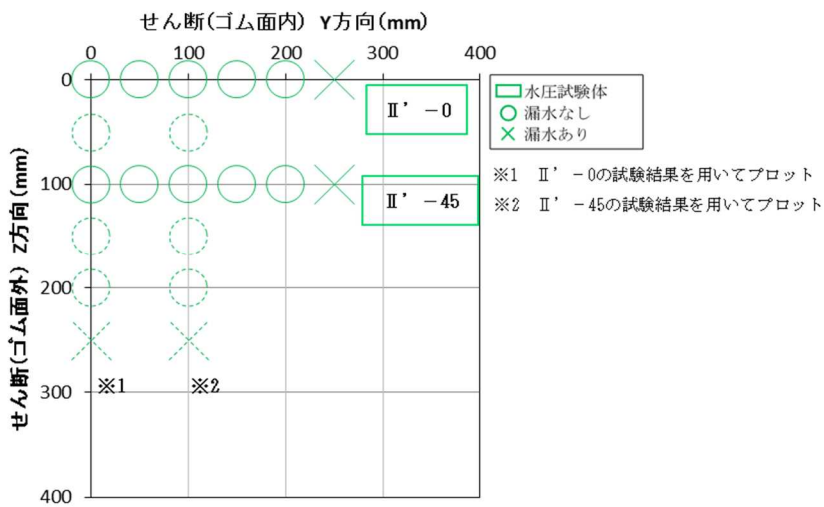 せん断(ゴム面内) Y方向(mm)
0 100 200 300 400
0
100
200
300
400
せん断(ゴム面外) Z方向(mm)
Ⅱ’-0
Ⅱ’-45
※1 ※2
水圧試験体
漏水なし
漏水あり
※1 Ⅱ’-0の試験結果を用いてプロット
※2 Ⅱ’-45の試験結果を用いてプロット